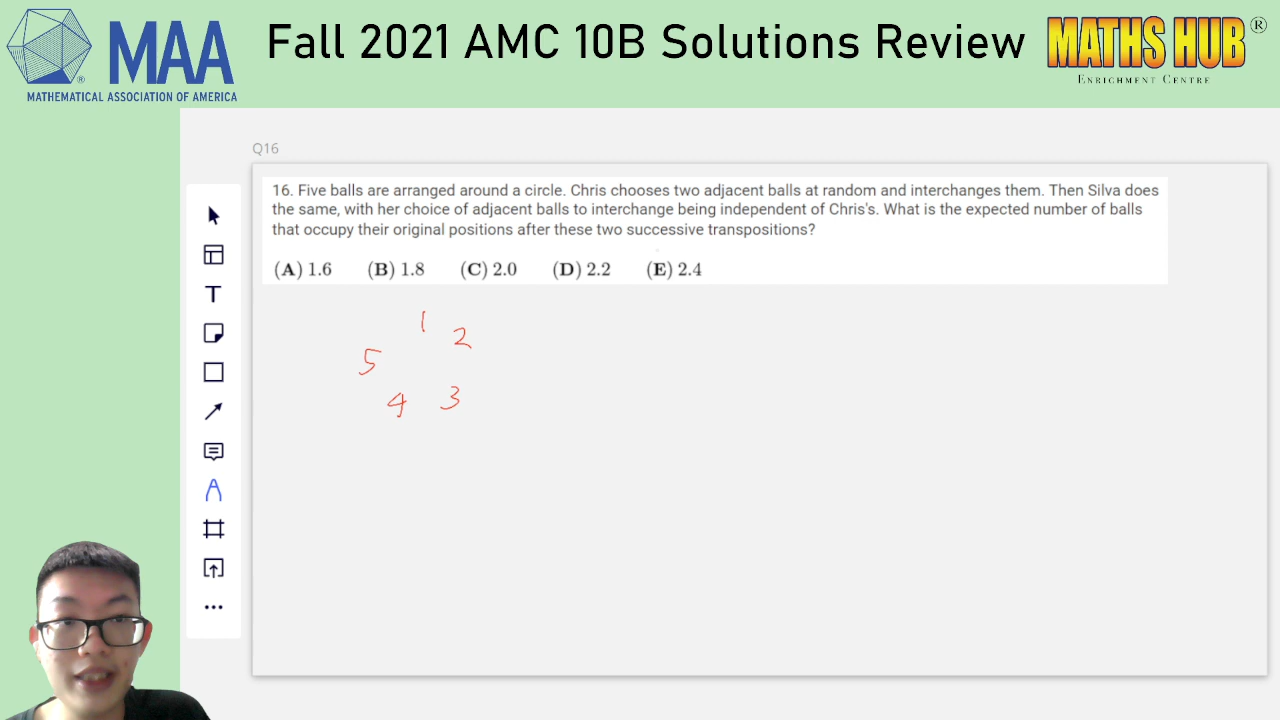 MAA
®
MATHEMATICAL ASSOCIATION OF AMERICA
Fall 2021 AMC 10B Solutions Review
MATHS HUB ®
ENRICHMENT CENTRE
Q16
16. Five balls are arranged around a circle. Chris chooses two adjacent balls at random and interchanges them. Then Silva does
the same, with her choice of adjacent balls to interchange being independent of Chris's. What is the expected number of balls
that occupy their original positions after these two successive transpositions?
(A) 1.6 (B) 1.8 (C) 2.0 (D) 2.2 (E) 2.4
1
2
5
4 3
T